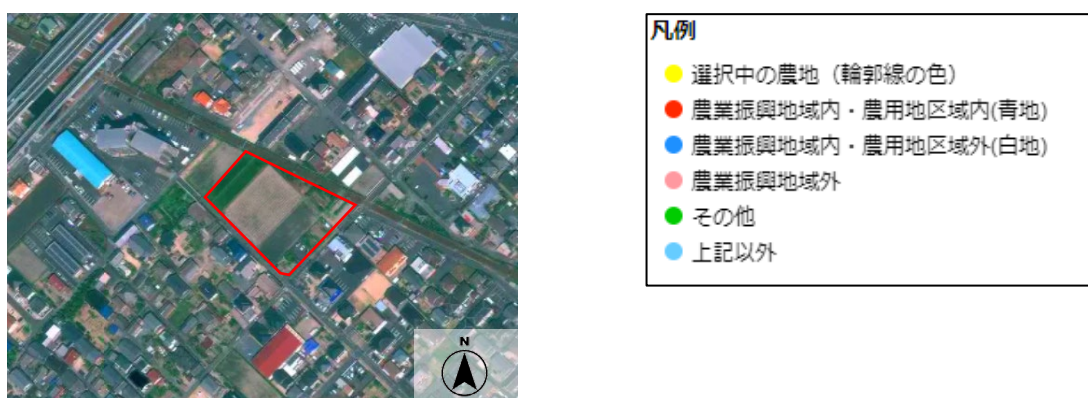 N
凡例
選択中の農地（輪郭線の色）
農業振興地域内・農用地区域内(青地)
農業振興地域内・農用地区域外(白地)
農業振興地域外
その他
上記以外